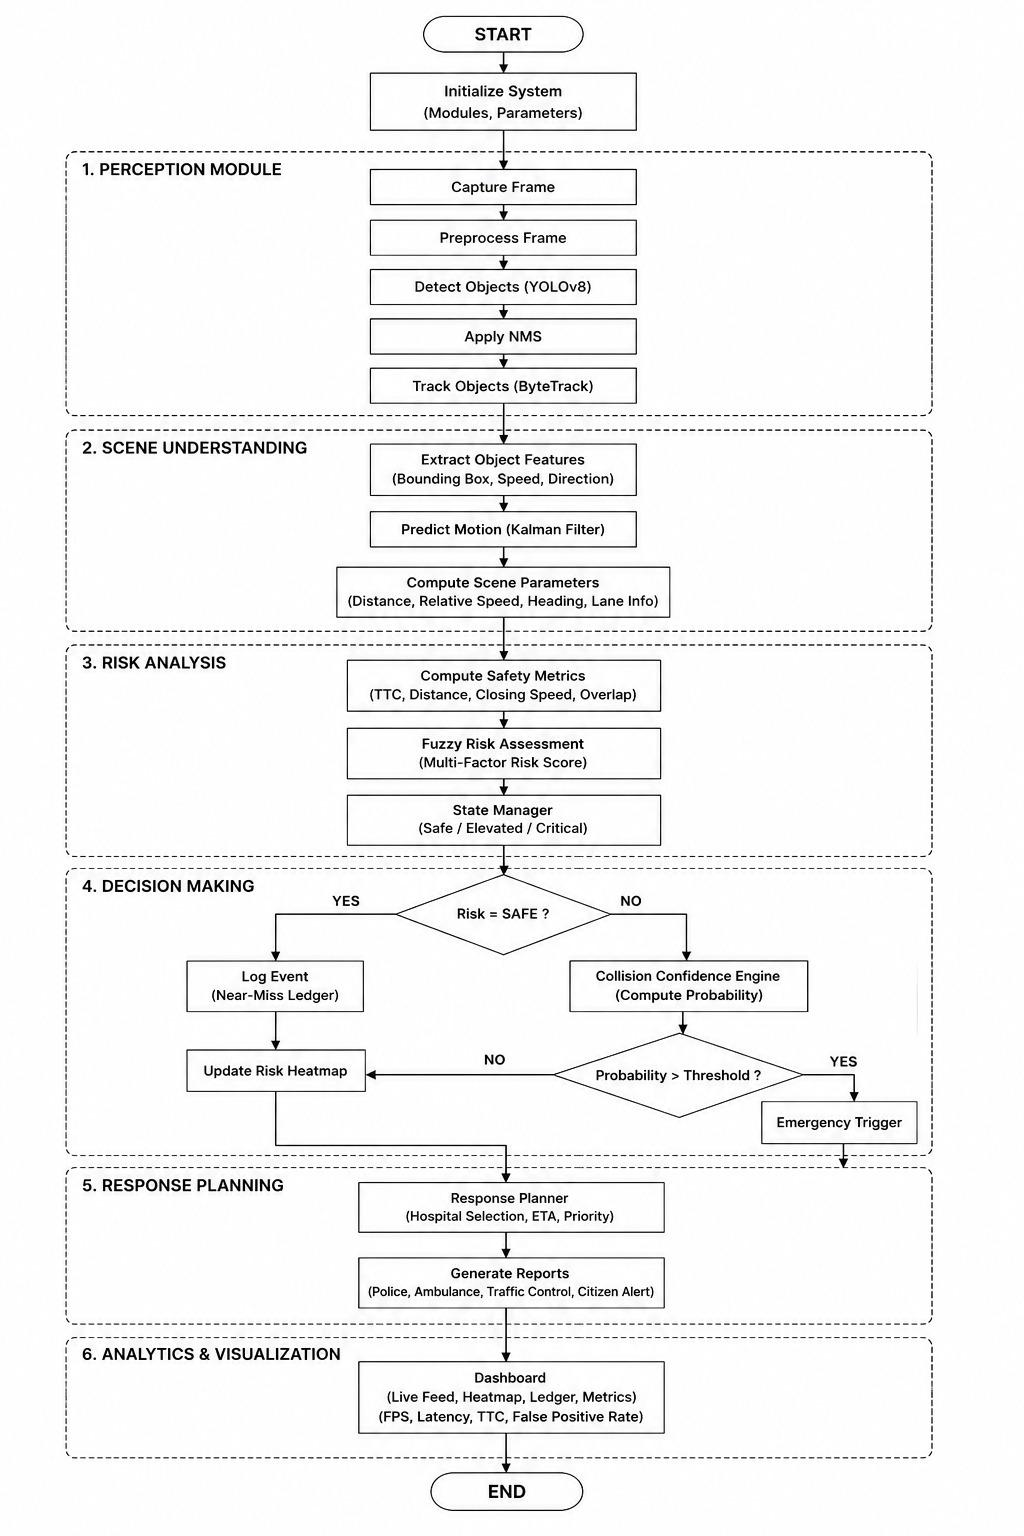 START
Initialize System
(Modules, Parameters)
1. PERCEPTION MODULE
Capture Frame
Preprocess Frame
Detect Objects (YOLOv8)
Apply NMS
Track Objects (ByteTrack)
2. SCENE UNDERSTANDING
Extract Object Features
(Bounding Box, Speed, Direction)
Predict Motion (Kalman Filter)
Compute Scene Parameters
(Distance, Relative Speed, Heading, Lane Info)
3. RISK ANALYSIS
Compute Safety Metrics
(TTC, Distance, Closing Speed, Overlap)
Fuzzy Risk Assessment
(Multi-Factor Risk Score)
State Manager
(Safe / Elevated / Critical)
4. DECISION MAKING
YES
Risk = SAFE ?
NO
Log Event
(Near-Miss Ledger)
Collision Confidence Engine
(Compute Probability)
Update Risk Heatmap
NO
Probability > Threshold ?
YES
Emergency Trigger
5. RESPONSE PLANNING
Response Planner
(Hospital Selection, ETA, Priority)
Generate Reports
(Police, Ambulance, Traffic Control, Citizen Alert)
6. ANALYTICS & VISUALIZATION
Dashboard
(Live Feed, Heatmap, Ledger, Metrics)
(FPS, Latency, TTC, False Positive Rate)
END